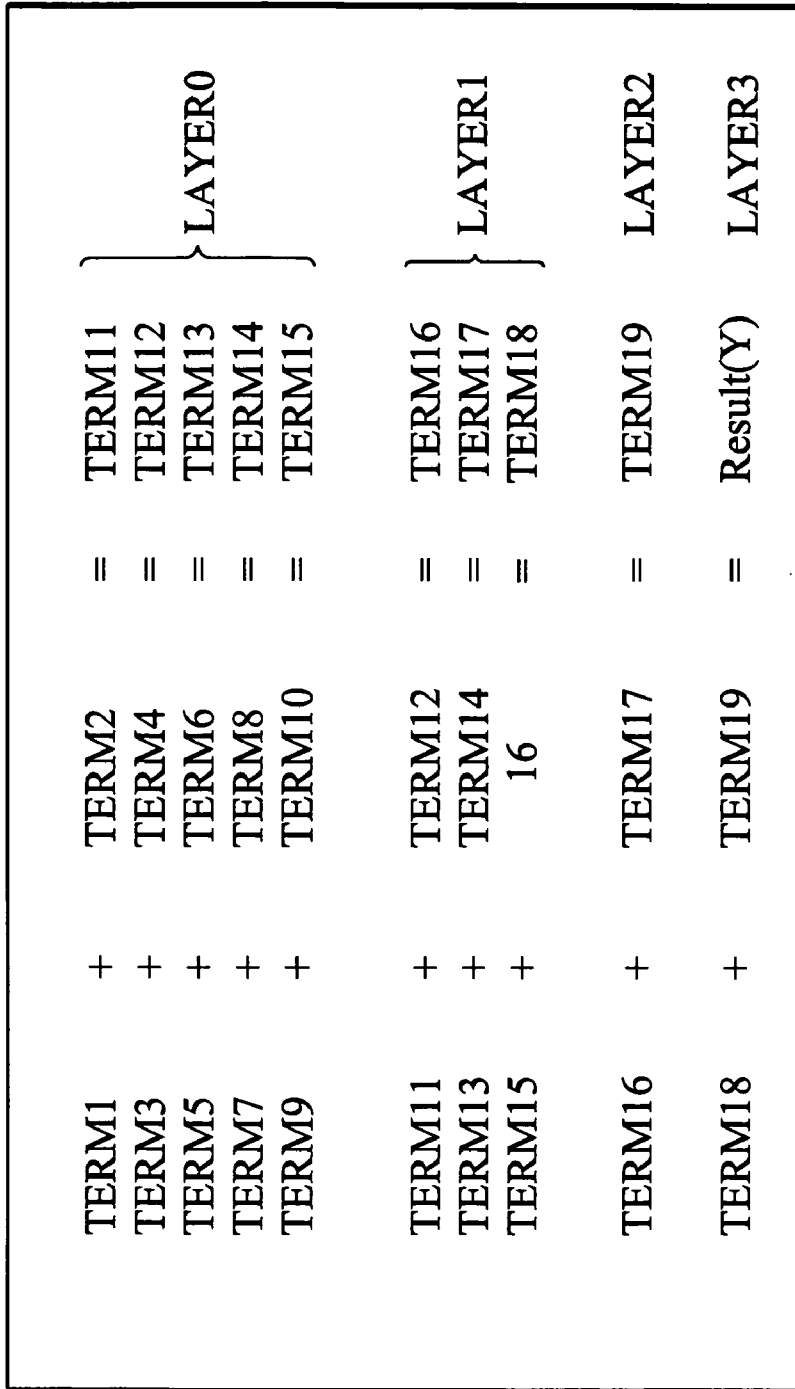 TERM1 + TERM2 = TERM11
TERM3 + TERM4 = TERM12
TERM5 + TERM6 = TERM13
TERM7 + TERM8 = TERM14
TERM9 + TERM10 = TERM15
LAYER0
TERM11 + TERM12 = TERM16
TERM13 + TERM14 = TERM17
TERM15 + 16 = TERM18
LAYER1
TERM16 + TERM17 = TERM19 LAYER2
TERM18 + TERM19 = Result(Y) LAYER3